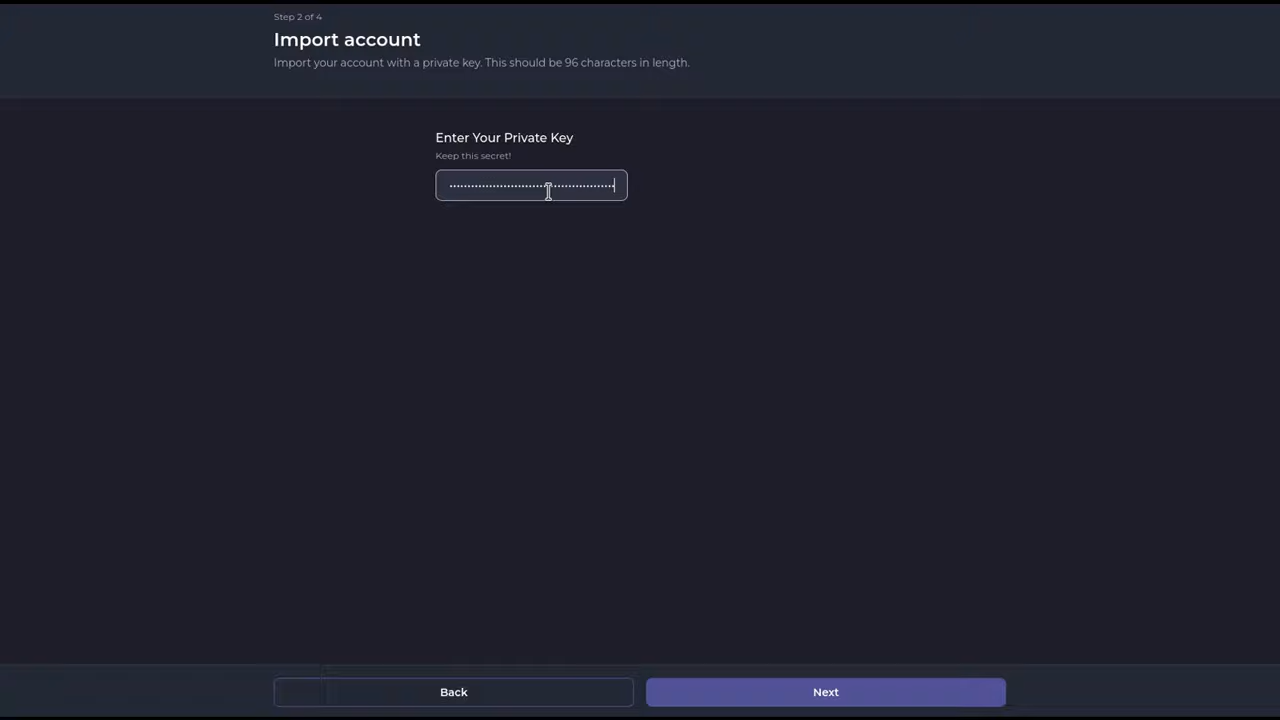 Step 2 of 4
Import account
Import your account with a private key. This should be 96 characters in length.
Enter Your Private Key
Keep this secret!
Back
Next